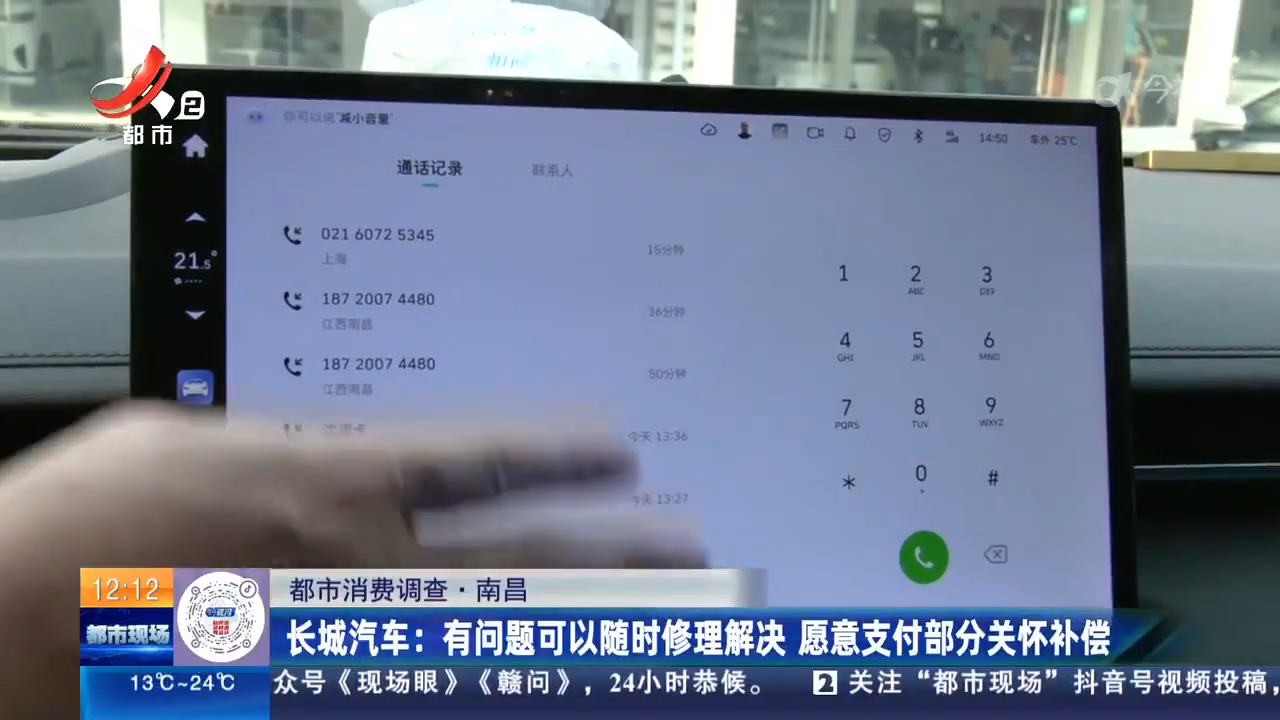 2
都市
今
你可以说"减小音量"
14:50
车外 25℃
通话记录
联系人
021 6072 5345
上海
15分钟
187 2007 4480
江西南昌
36分钟
187 2007 4480
江西南昌
50分钟
今天 13:36
天 13:27
21.5°
1 2 3
ABC DEF
4 5 6
GHI JKL MNO
7 8 9
PQRS TUV WXYZ
* 0 #
12:12
都市现场
都市消费调查·南昌
长城汽车：有问题可以随时修理解决 愿意支付部分关怀补偿
13℃~24℃
众号《现场眼》《赣问》，24小时恭候。 2 关注“都市现场”抖音号视频投稿，